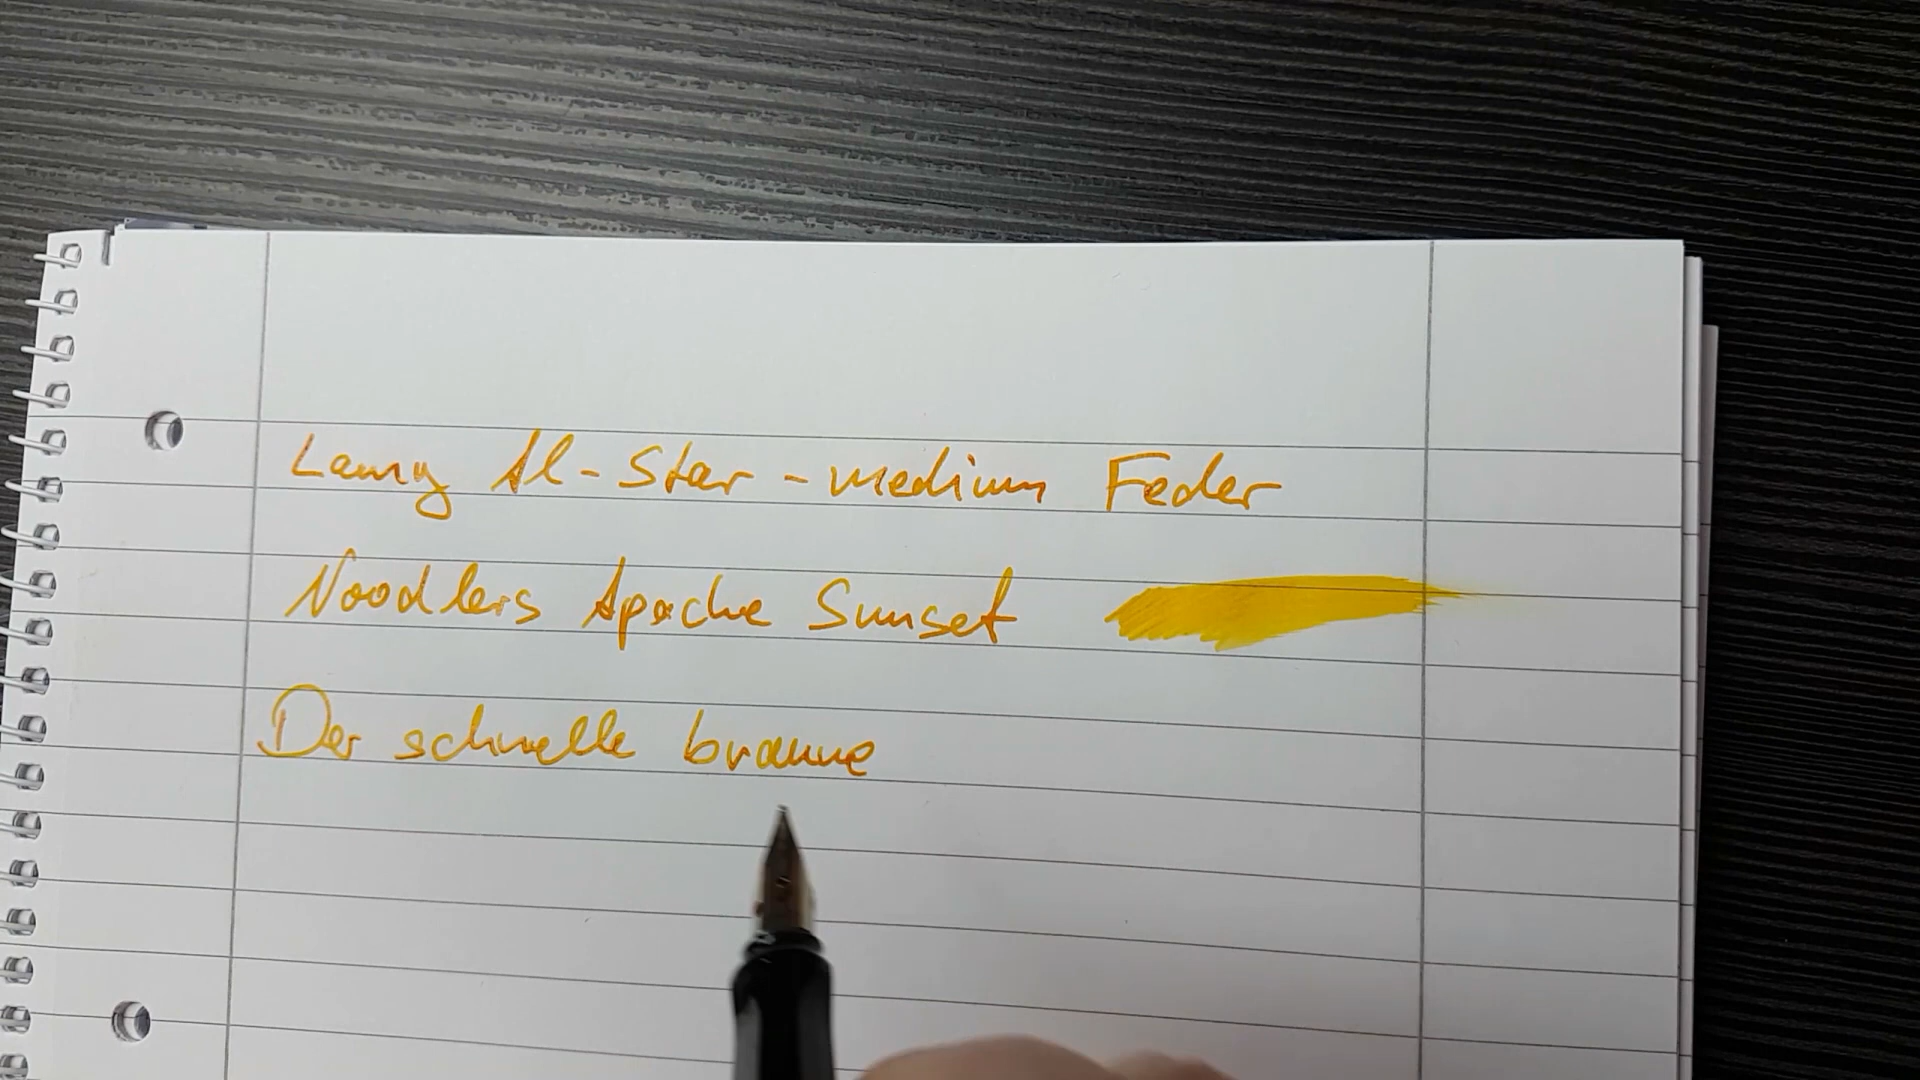 Lamy Al-Star - medium Feder
Noodlers Apache Sunset
Der schnelle braune